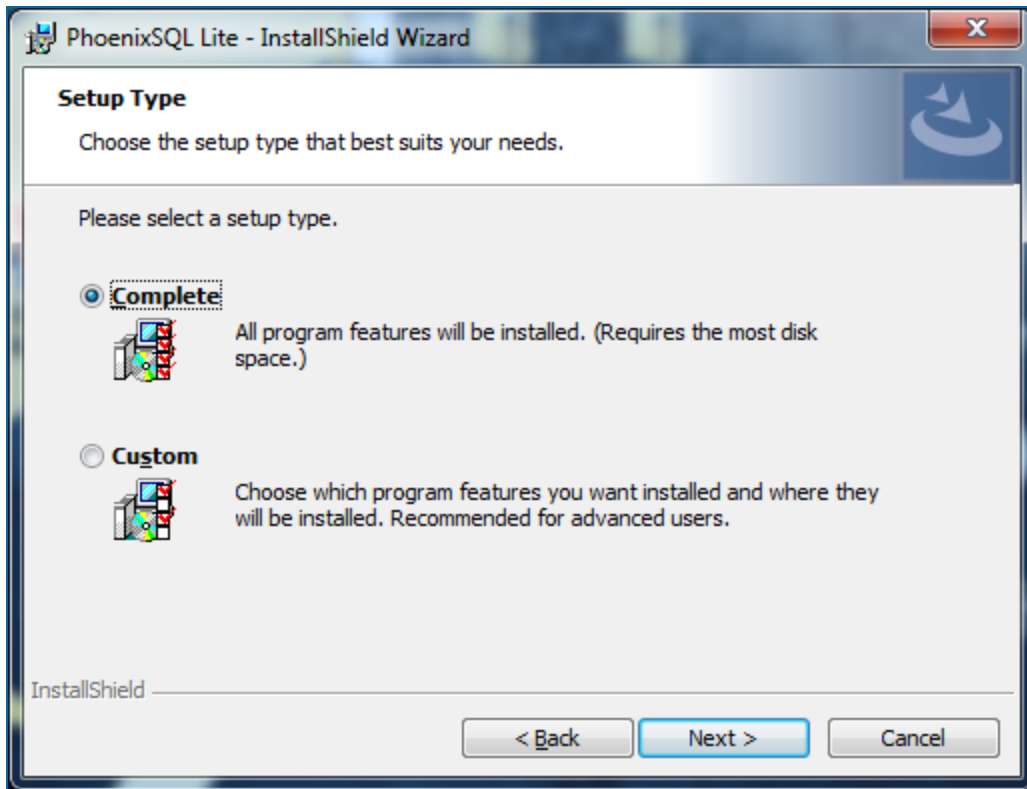 PhoenixSQL Lite - InstallShield Wizard
Setup Type
Choose the setup type that best suits your needs.
Please select a setup type.
Complete
All program features will be installed. (Requires the most disk
space.)
Custom
Choose which program features you want installed and where they
will be installed. Recommended for advanced users.
InstallShield
< Back
Next >
Cancel